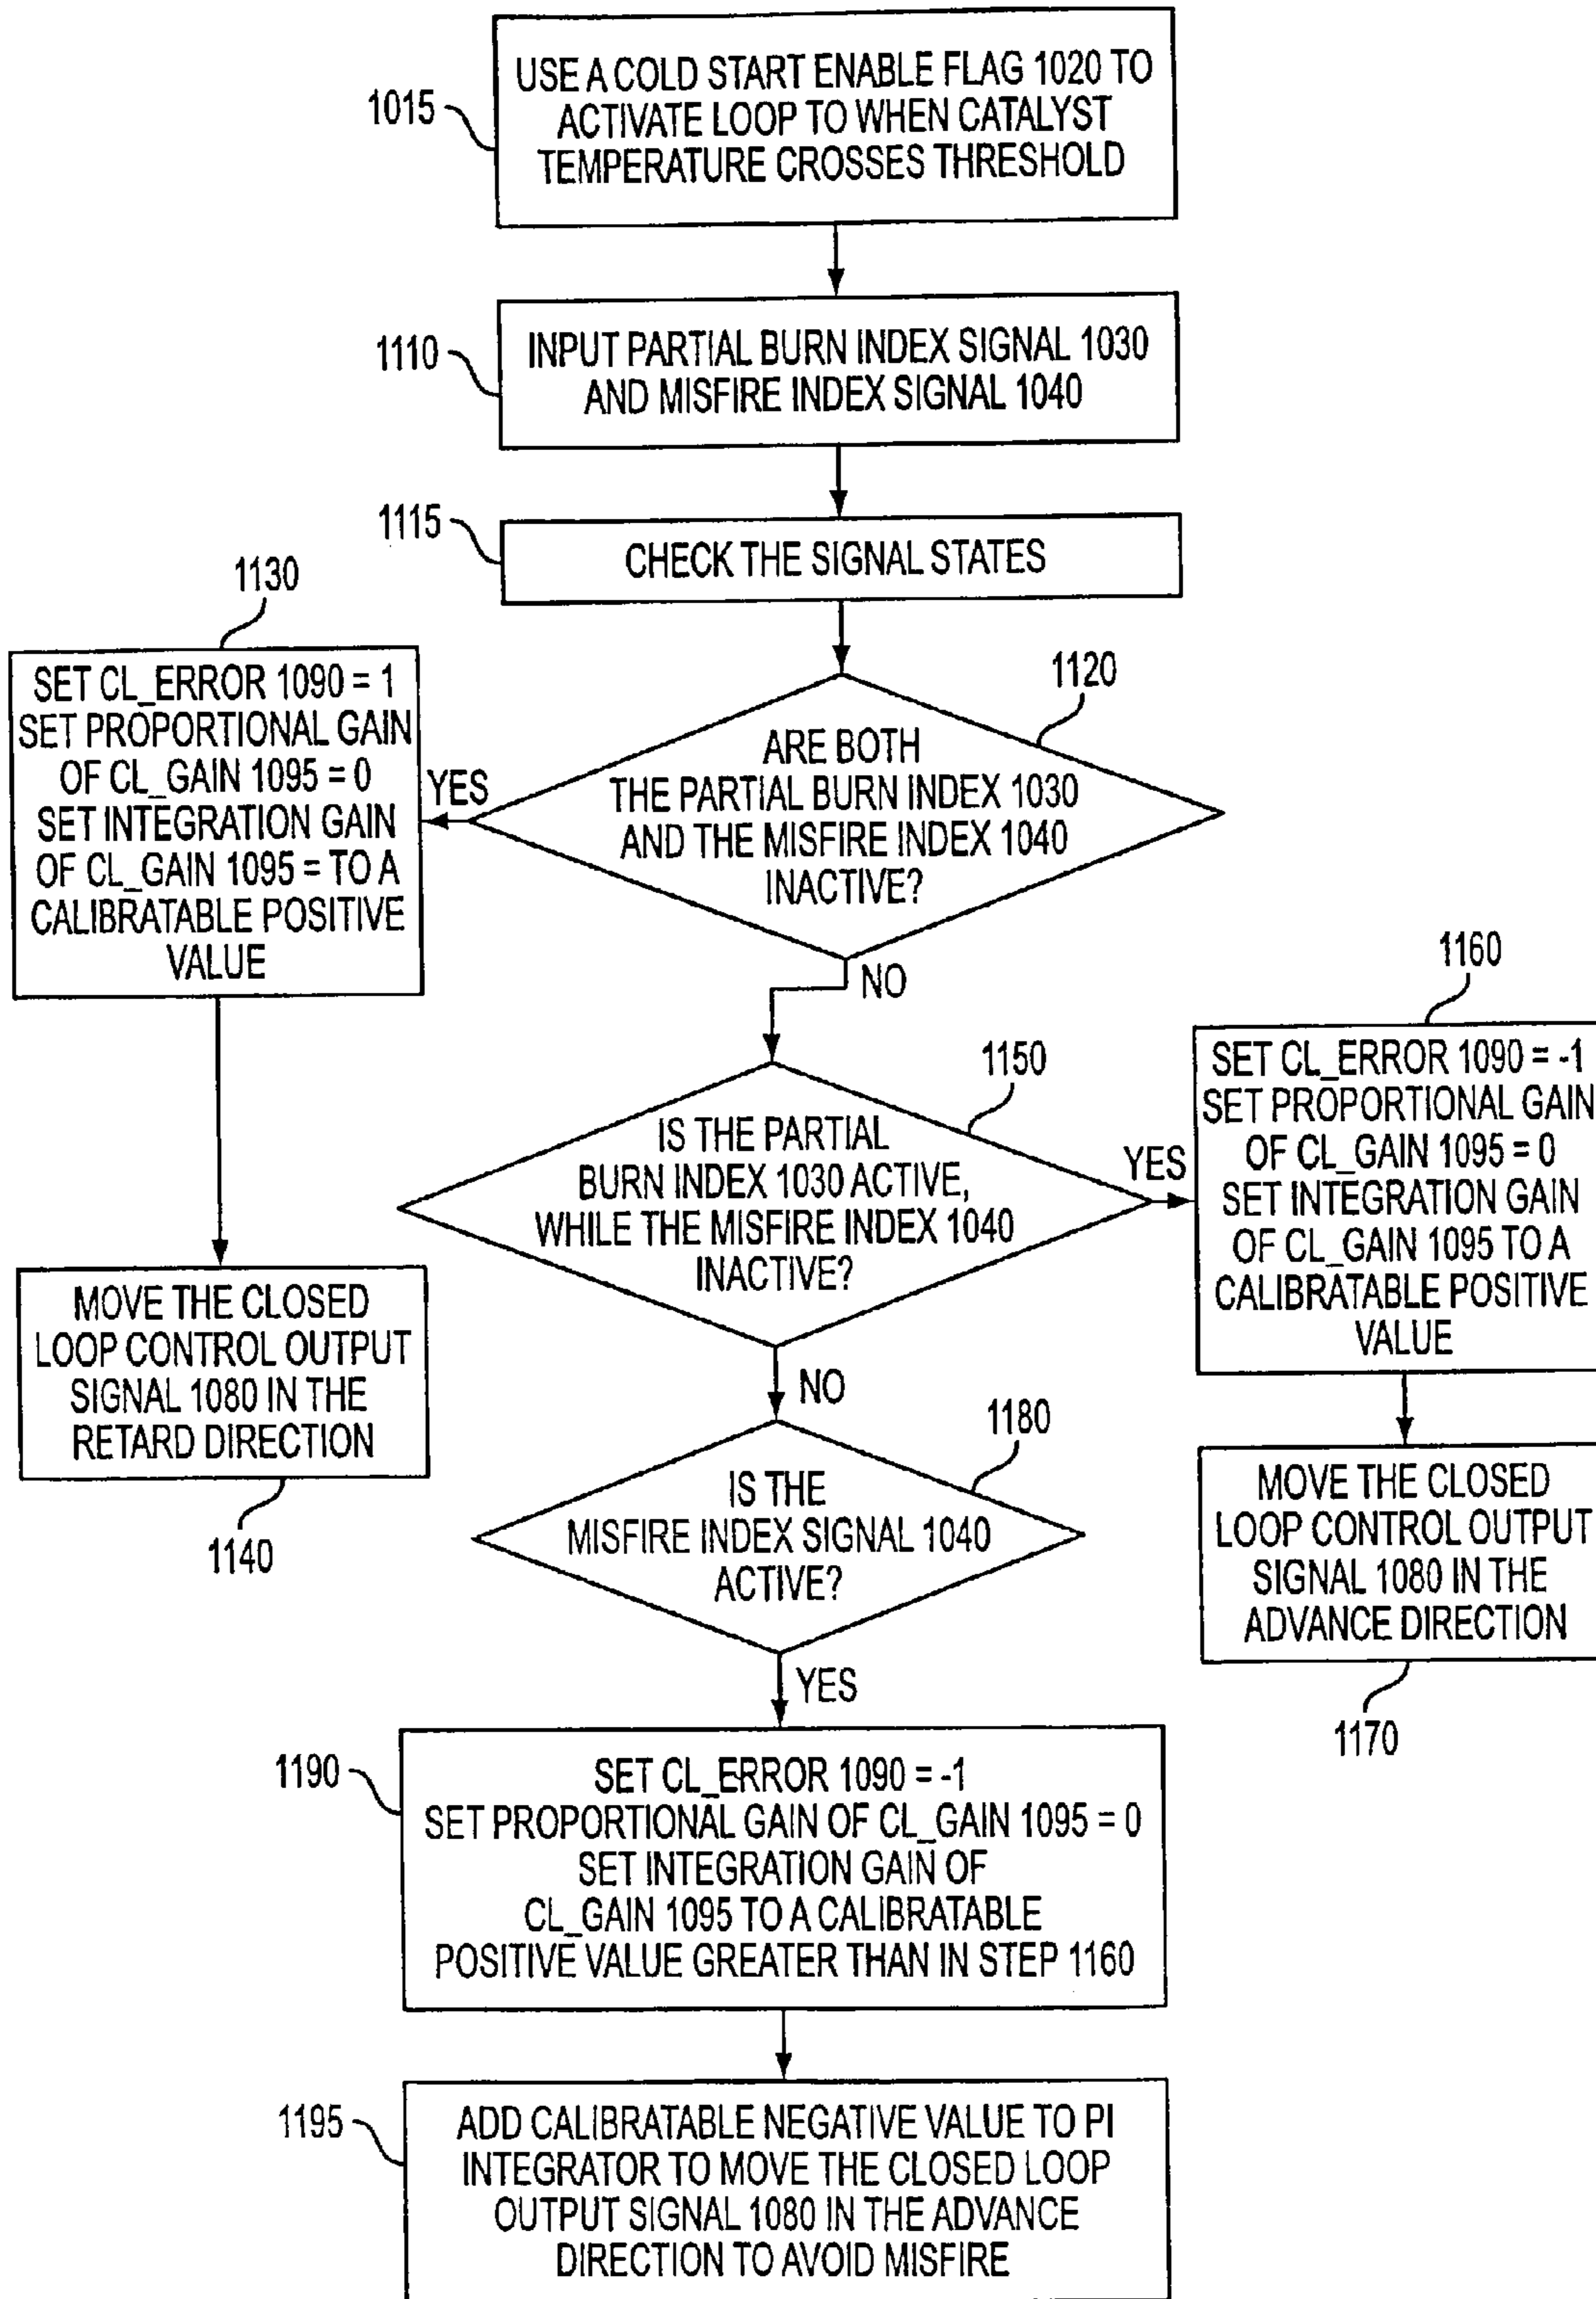 1015
USE A COLD START ENABLE FLAG 1020 TO
ACTIVATE LOOP TO WHEN CATALYST
TEMPERATURE CROSSES THRESHOLD
1110
INPUT PARTIAL BURN INDEX SIGNAL 1030
AND MISFIRE INDEX SIGNAL 1040
1115
CHECK THE SIGNAL STATES
1130
SET CL_ERROR 1090 = 1
SET PROPORTIONAL GAIN
OF CL_GAIN 1095 = 0
SET INTEGRATION GAIN
OF CL_GAIN 1095 = TO A
CALIBRATABLE POSITIVE
VALUE
YES
1120
ARE BOTH
THE PARTIAL BURN INDEX 1030
AND THE MISFIRE INDEX 1040
INACTIVE?
NO
MOVE THE CLOSED
LOOP CONTROL OUTPUT
SIGNAL 1080 IN THE
RETARD DIRECTION
1140
1150
IS THE PARTIAL
BURN INDEX 1030 ACTIVE,
WHILE THE MISFIRE INDEX 1040
INACTIVE?
YES
NO
1160
SET CL_ERROR 1090 = -1
SET PROPORTIONAL GAIN
OF CL_GAIN 1095 = 0
SET INTEGRATION GAIN
OF CL_GAIN 1095 TO A
CALIBRATABLE POSITIVE
VALUE
MOVE THE CLOSED
LOOP CONTROL OUTPUT
SIGNAL 1080 IN THE
ADVANCE DIRECTION
1170
1180
IS THE
MISFIRE INDEX SIGNAL 1040
ACTIVE?
YES
1190
SET CL_ERROR 1090 = -1
SET PROPORTIONAL GAIN OF CL_GAIN 1095 = 0
SET INTEGRATION GAIN OF
CL_GAIN 1095 TO A CALIBRATABLE
POSITIVE VALUE GREATER THAN IN STEP 1160
1195
ADD CALIBRATABLE NEGATIVE VALUE TO PI
INTEGRATOR TO MOVE THE CLOSED LOOP
OUTPUT SIGNAL 1080 IN THE ADVANCE
DIRECTION TO AVOID MISFIRE